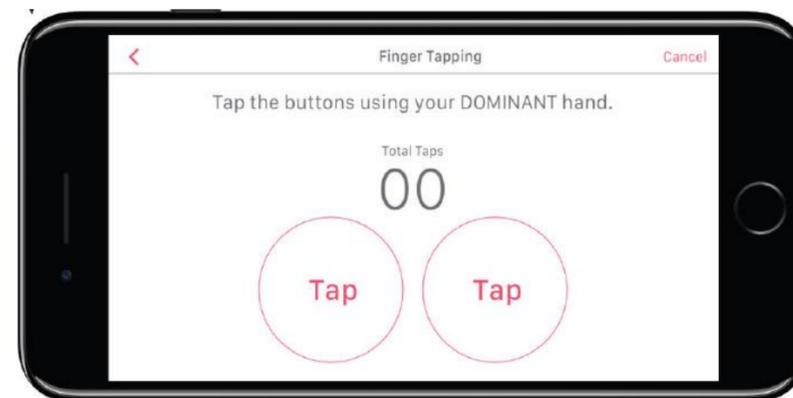 Finger Tapping
Cancel
Tap the buttons using your DOMINANT hand.
Total Taps
00
Tap
Tap